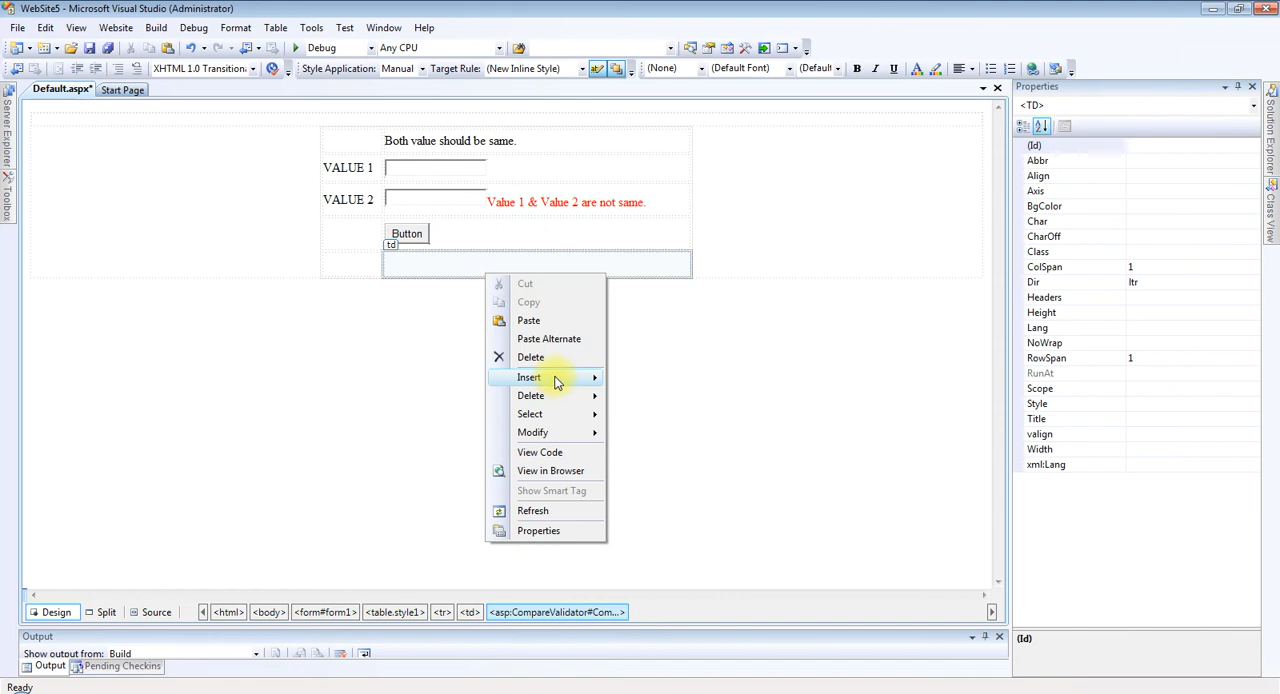 WebSite5 - Microsoft Visual Studio (Administrator)
File Edit View Website Build Debug Format Table Tools Test Window Help
Debug Any CPU
XHTML 1.0 Transition Style Application: Manual Target Rule: (New Inline Style) (None) (Default Font) (Default B I U A
Default.aspx* Start Page
Server Explorer
Toolbox
Both value should be same.
VALUE 1
VALUE 2 Value 1 & Value 2 are not same.
Button
td
Cut
Copy
Paste
Paste Alternate
Delete
Insert
Delete
Select
Modify
View Code
View in Browser
Show Smart Tag
Refresh
Properties
Design Split Source <html> <body> <form#form1> <table.style1> <tr> <td> <asp:CompareValidator#Com...>
Output
Show output from: Build
Output Pending Checkins
Ready
Properties
<TD>
(Id)
Abbr
Align
Axis
BgColor
Char
CharOff
Class
ColSpan 1
Dir ltr
Headers
Height
Lang
NoWrap
RowSpan 1
RunAt
Scope
Style
Title
valign
Width
xml:Lang
(Id)
Solution Explorer
Class View